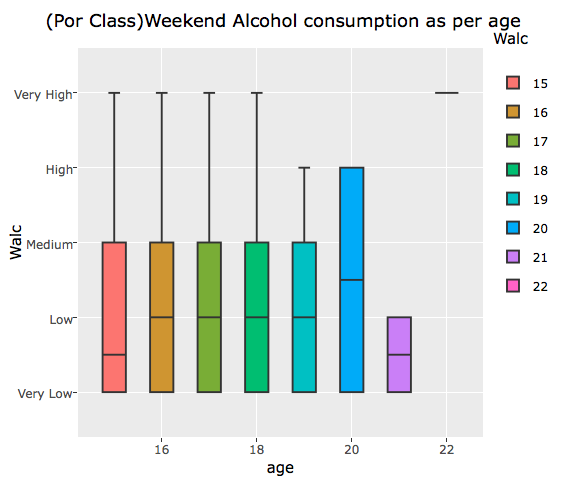 (Por Class)Weekend Alcohol consumption as per age
Walc
15
16
17
18
19
20
21
22
Very High
High
Medium
Low
Very Low
Walc
16
18
20
22
age